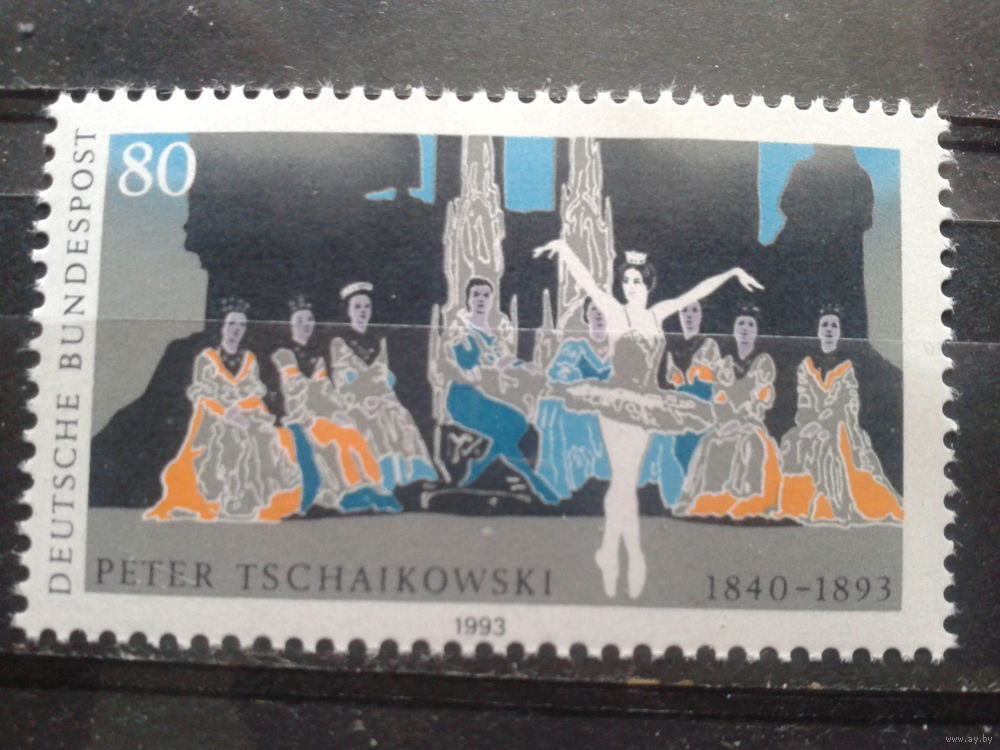 80
DEUTSCHE BUNDESPOST
PETER TSCHAIKOWSKI
1840-1893
1993
www.ay.by